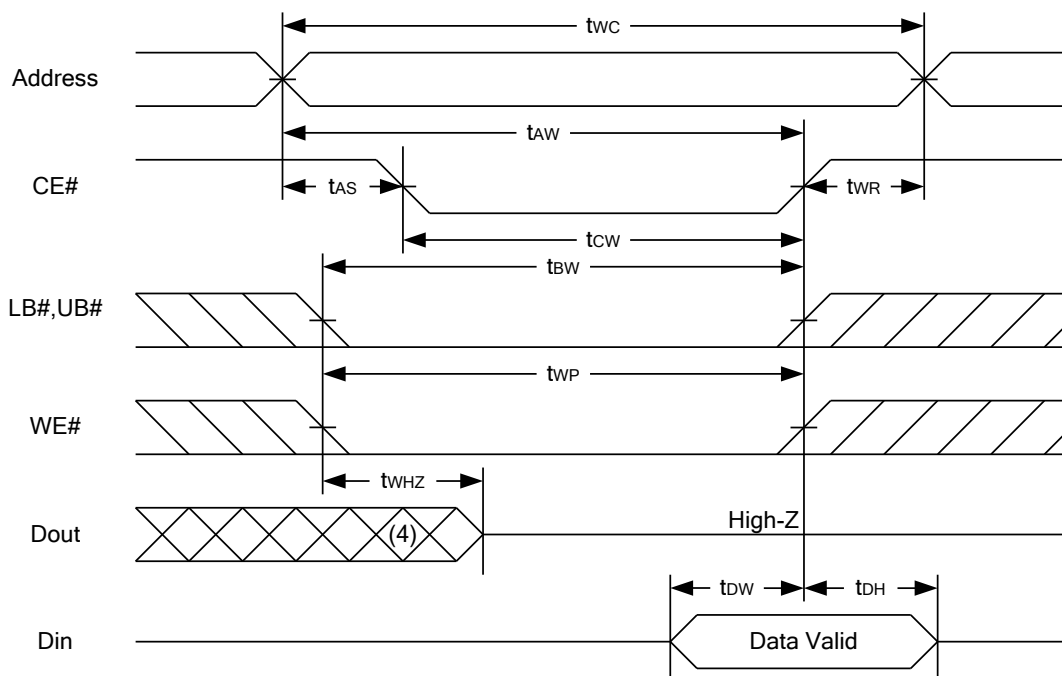 tWC
Address
tAW
CE#
tAS
tWR
tCW
tBW
LB#,UB#
tWP
WE#
tWHZ
Dout
(4)
High-Z
tDW
tDH
Din
Data Valid